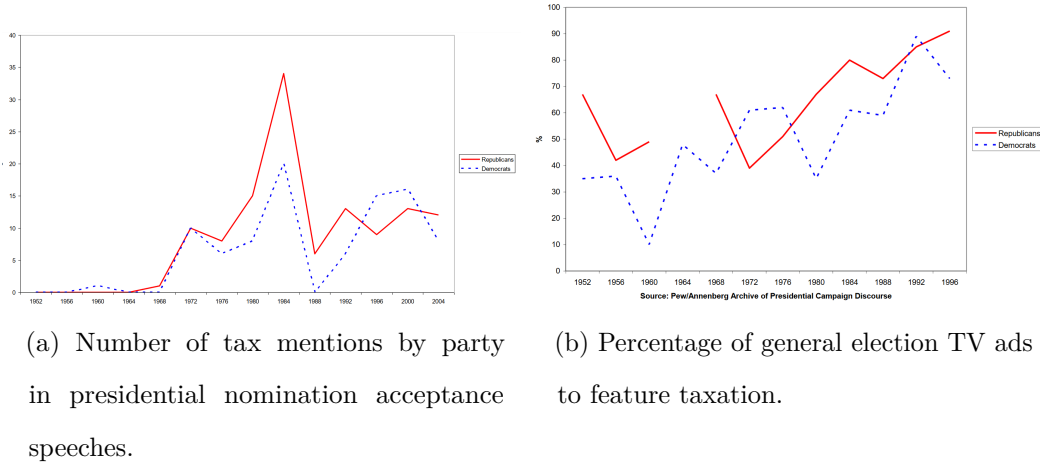 40
35
30
25
20
15
10
5
0
1952 1956 1960 1964 1968 1972 1976 1980 1984 1988 1992 1996 2000 2004
Republicans
Democrats
(a) Number of tax mentions by party
in presidential nomination acceptance
speeches.
100
90
80
70
60
50
40
30
20
10
0
%
1952 1956 1960 1964 1968 1972 1976 1980 1984 1988 1992 1996
Source: Pew/Annenberg Archive of Presidential Campaign Discourse
Republicans
Democrats
(b) Percentage of general election TV ads
to feature taxation.